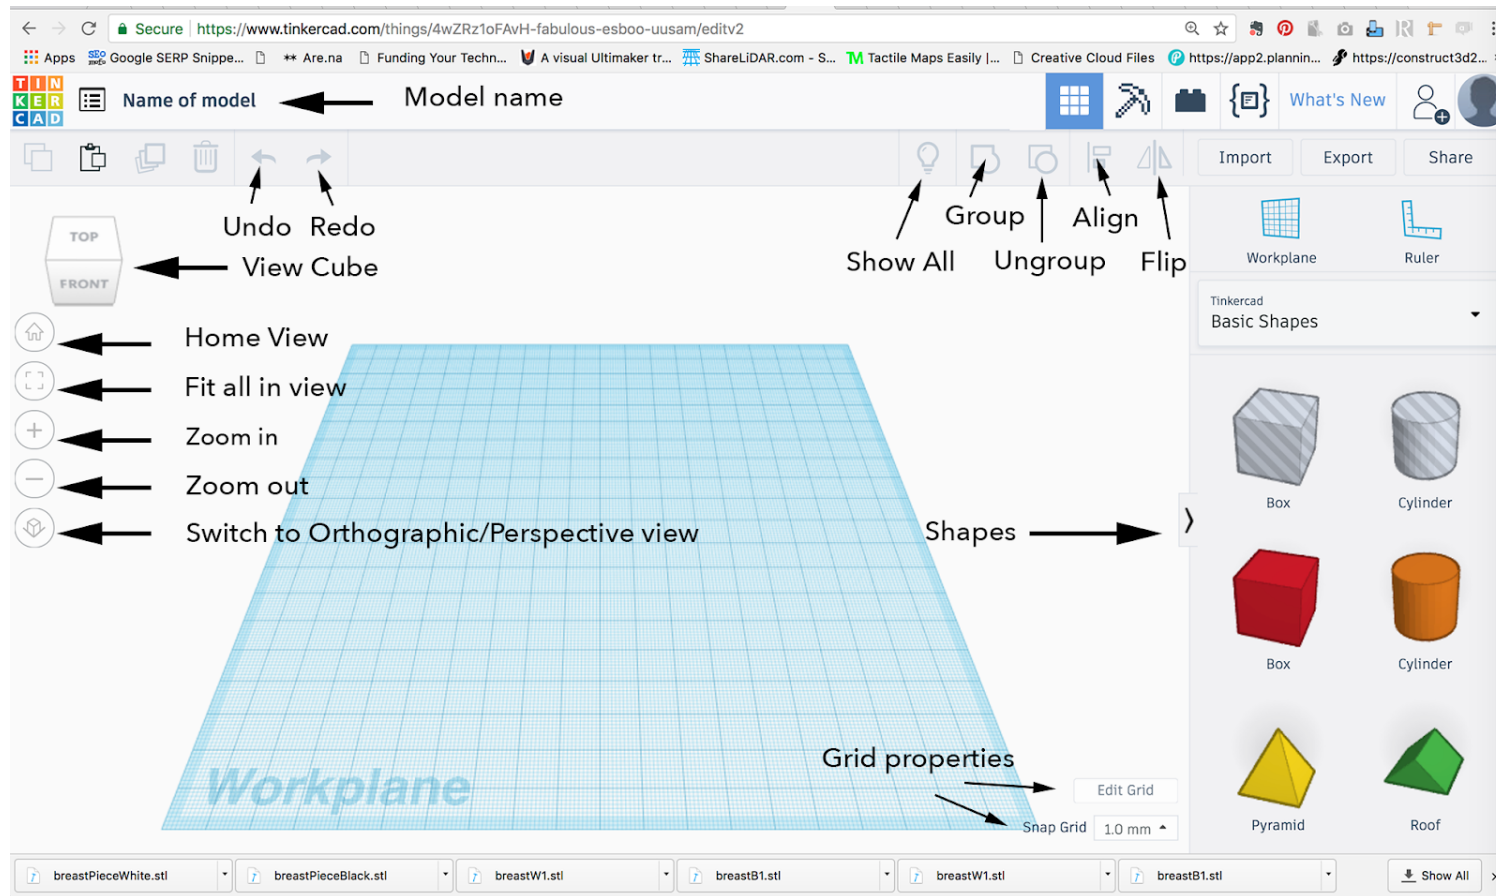 Secure | https://www.tinkercad.com/things/4wZRz1oFAvH-fabulous-esboo-uusam/editv2
Apps SEO Google SERP Snippe... ** Are.na Funding Your Techn... A visual Ultimaker tr... ShareLiDAR.com - S... TM Tactile Maps Easily |... Creative Cloud Files https://app2.plannin... https://construct3d2...
TIN
KER
CAD
Name of model
Model name
What's New
Import
Export
Share
Undo
Redo
Group
Align
Show All
Ungroup
Flip
TOP
FRONT
View Cube
Workplane
Ruler
Tinkercad
Basic Shapes
Home View
Fit all in view
Zoom in
Zoom out
Switch to Orthographic/Perspective view
Shapes
Box
Cylinder
Box
Cylinder
Pyramid
Roof
Workplane
Grid properties
Edit Grid
Snap Grid 1.0 mm
breastPieceWhite.stl
breastPieceBlack.stl
breastW1.stl
breastB1.stl
breastW1.stl
breastB1.stl
Show All